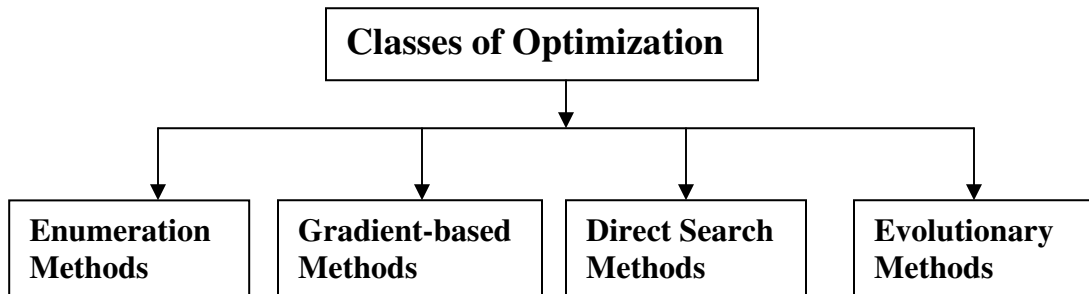 Classes of Optimization
Enumeration
Methods
Gradient-based
Methods
Direct Search
Methods
Evolutionary
Methods